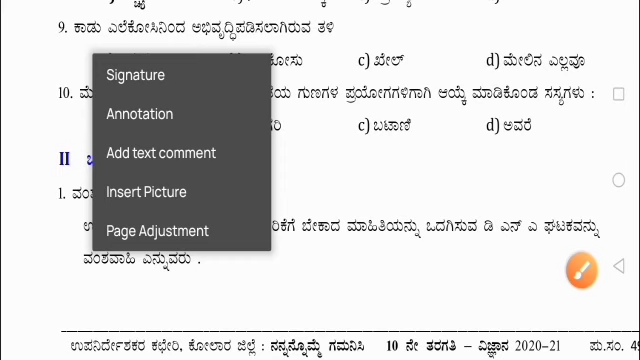 9. ಕಾಡು ಎಲೆಕೋಸಿನಿಂದ ಅಭಿವೃದ್ಧಿಪಡಿಸಲಾಗಿರುವ ತಳಿ
ಕೋಸು c) ಖೇಲ್ d) ಮೇಲಿನ ಎಲ್ಲವೂ
Signature
10. ಗುಣಗಳ ಪ್ರಯೋಗಗಳಿಗಾಗಿ ಆಯ್ಕೆ ಮಾಡಿಕೊಂಡ ಸಸ್ಯಗಳು :
Annotation
c) ಬಟಾಣಿ d) ಅವರೆ
Add text comment
II
1.
Insert Picture
ಬೇಕಾದ ಮಾಹಿತಿಯನ್ನು ಒದಗಿಸುವ ಡಿ ಎನ್ ಎ ಘಟಕವನ್ನು
Page Adjustment
ವಂಶವಾಹಿ ಎನ್ನುವರು .
ಉಪನಿರ್ದೇಶಕರ ಕಛೇರಿ, ಕೋಲಾರ ಜಿಲ್ಲೆ : ನನ್ನನ್ನೊಮ್ಮೆ ಗಮನಿಸಿ 10 ನೇ ತರಗತಿ – ವಿಜ್ಞಾನ 2020-21 ಪು.ಸಂ.